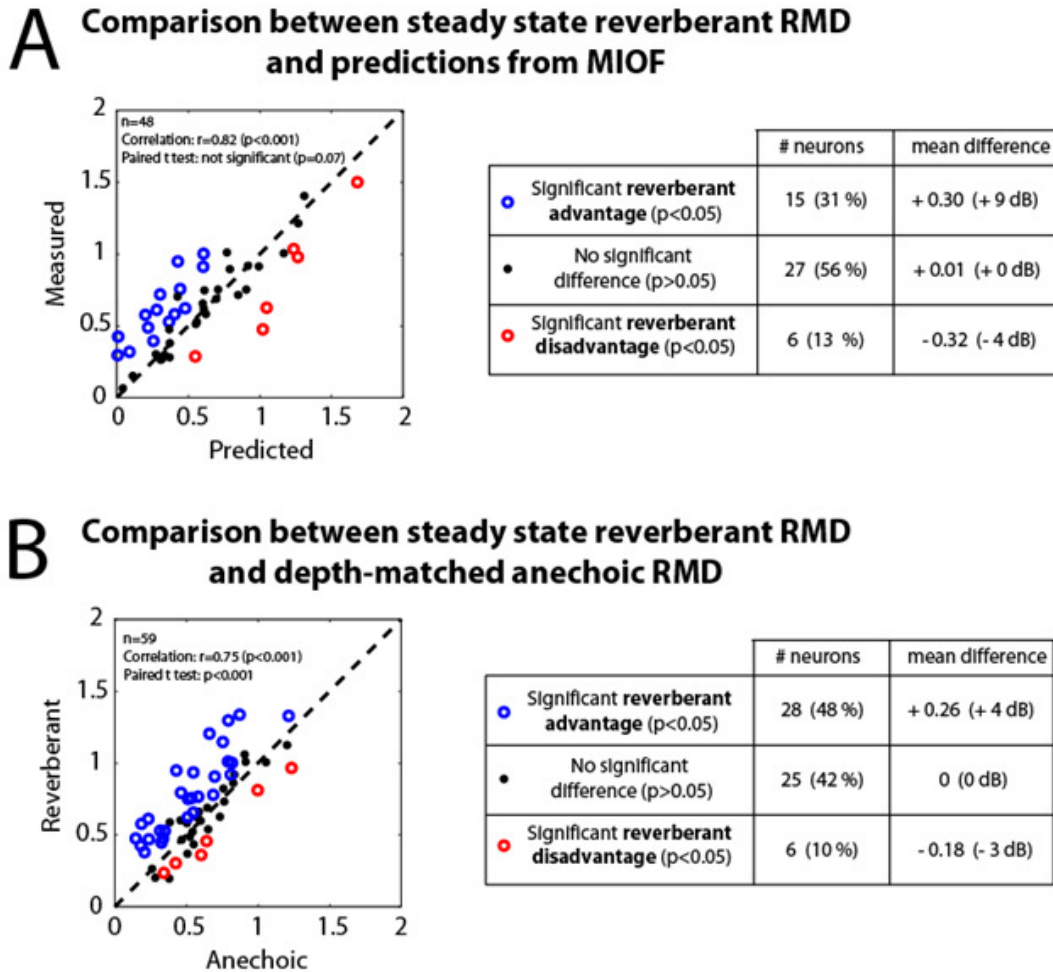 A
Comparison between steady state reverberant RMD
and predictions from MIOF
2
1.5
1
0.5
0
n=48
Correlation: r=0.82 (p<0.001)
Paired t test: not significant (p=0.07)
Measured
0 0.5 1 1.5 2
Predicted
# neurons mean difference
Significant reverberant
advantage (p<0.05)
15 (31 %) + 0.30 (+ 9 dB)
No significant
difference (p>0.05)
27 (56 %) + 0.01 (+ 0 dB)
Significant reverberant
disadvantage (p<0.05)
6 (13 %) - 0.32 (- 4 dB)
B
Comparison between steady state reverberant RMD
and depth-matched anechoic RMD
2
1.5
1
0.5
0
n=59
Correlation: r=0.75 (p<0.001)
Paired t test: p<0.001
Reverberant
0 0.5 1 1.5 2
Anechoic
# neurons mean difference
Significant reverberant
advantage (p<0.05)
28 (48 %) + 0.26 (+ 4 dB)
No significant
difference (p>0.05)
25 (42 %) 0 (0 dB)
Significant reverberant
disadvantage (p<0.05)
6 (10 %) - 0.18 (- 3 dB)